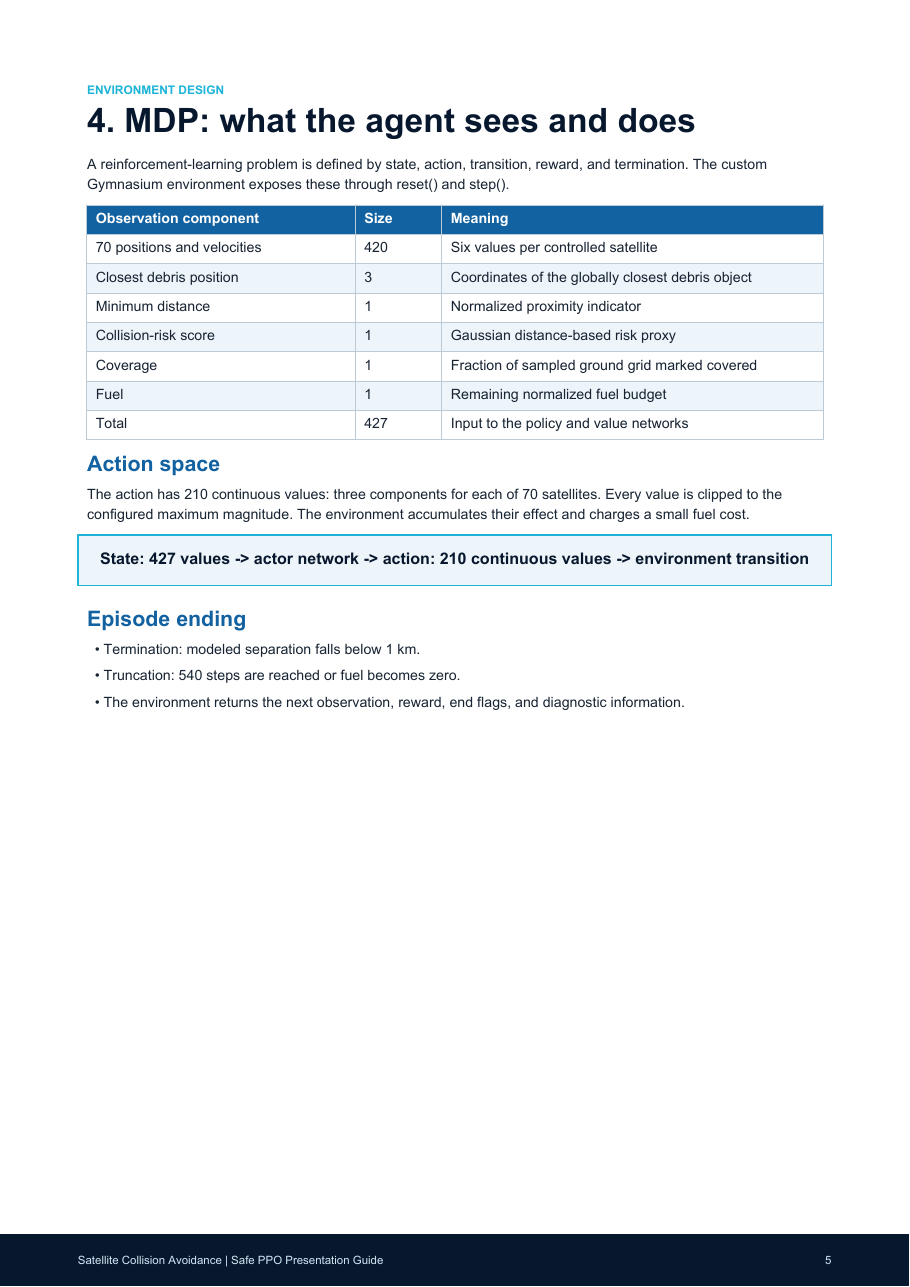 ENVIRONMENT DESIGN
4. MDP: what the agent sees and does
A reinforcement-learning problem is defined by state, action, transition, reward, and termination. The custom
Gymnasium environment exposes these through reset() and step().
Observation component Size Meaning
70 positions and velocities 420 Six values per controlled satellite
Closest debris position 3 Coordinates of the globally closest debris object
Minimum distance 1 Normalized proximity indicator
Collision-risk score 1 Gaussian distance-based risk proxy
Coverage 1 Fraction of sampled ground grid marked covered
Fuel 1 Remaining normalized fuel budget
Total 427 Input to the policy and value networks
Action space
The action has 210 continuous values: three components for each of 70 satellites. Every value is clipped to the
configured maximum magnitude. The environment accumulates their effect and charges a small fuel cost.
State: 427 values -> actor network -> action: 210 continuous values -> environment transition
Episode ending
• Termination: modeled separation falls below 1 km.
• Truncation: 540 steps are reached or fuel becomes zero.
• The environment returns the next observation, reward, end flags, and diagnostic information.
Satellite Collision Avoidance | Safe PPO Presentation Guide 5